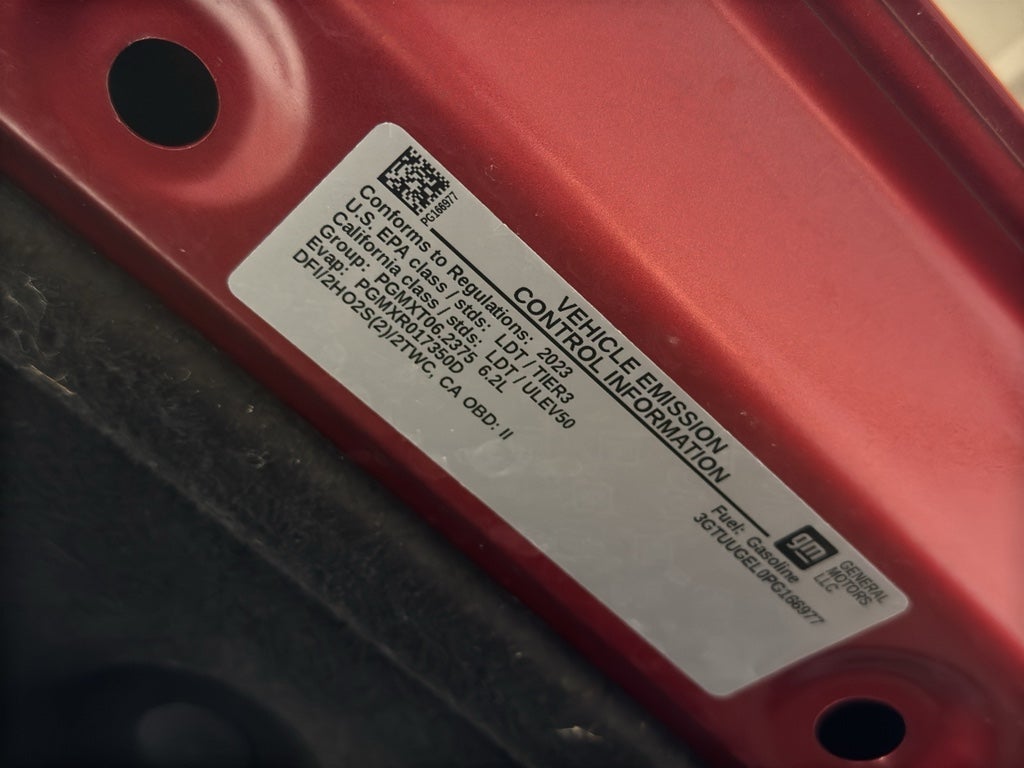 PG166977
VEHICLE EMISSION
CONTROL INFORMATION
gm
GENERAL
MOTORS
LLC
Conforms to Regulations: 2023
U.S. EPA class / stds: LDT / TIER3
California class / stds: LDT / ULEV50
Group: PGMXT06.2375 6.2L
Evap: PGMXR017350D
DFI/2HO2S(2)/2TWC, CA OBD: II
Fuel: Gasoline
3GTUUGEL0PG166977